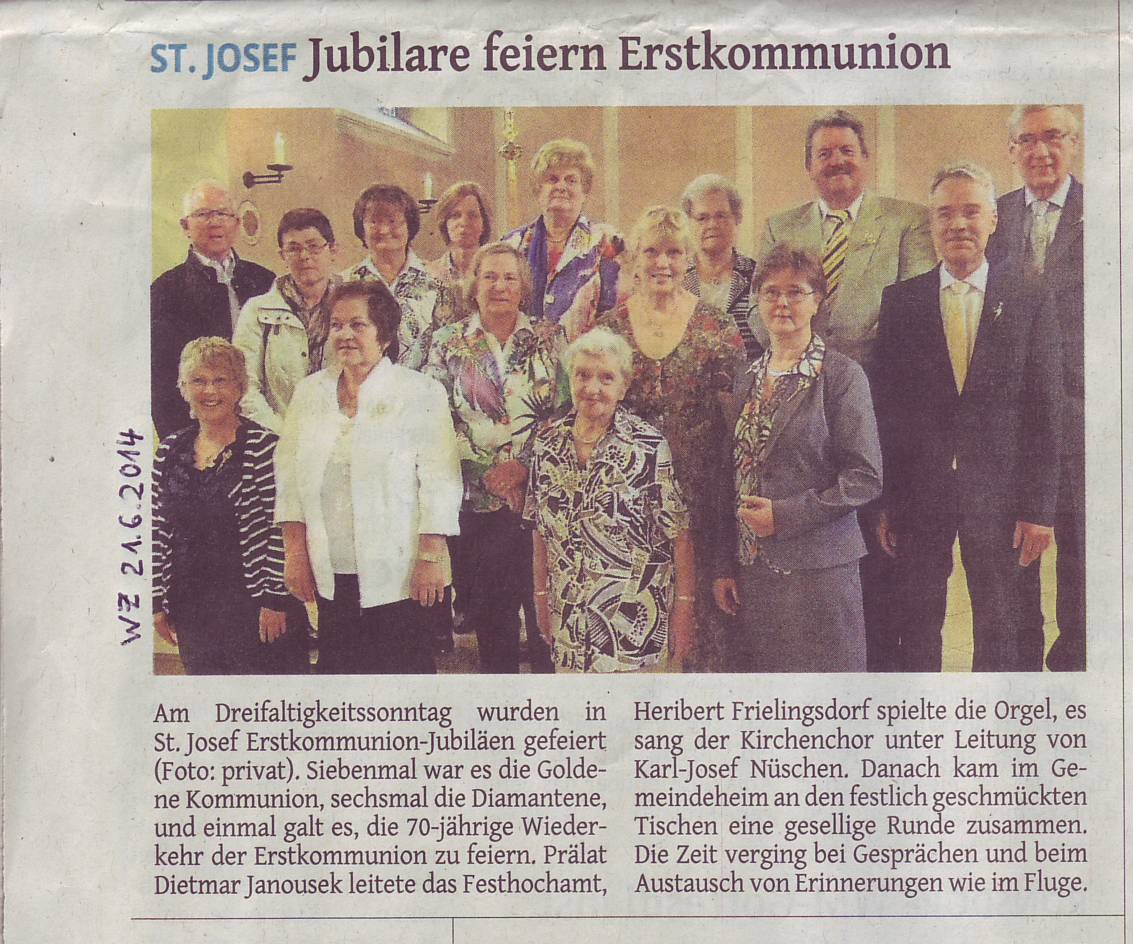 ST. JOSEF Jubilare feiern Erstkommunion
WZ 21.6.2014
Am Dreifaltigkeitssonntag wurden in
St. Josef Erstkommunion-Jubiläen gefeiert
(Foto: privat). Siebenmal war es die Golde-
ne Kommunion, sechsmal die Diamantene,
und einmal galt es, die 70-jährige Wieder-
kehr der Erstkommunion zu feiern. Prälat
Dietmar Janousek leitete das Festhochamt,
Heribert Frielingsdorf spielte die Orgel, es
sang der Kirchenchor unter Leitung von
Karl-Josef Nüschen. Danach kam im Ge-
meindeheim an den festlich geschmückten
Tischen eine gesellige Runde zusammen.
Die Zeit verging bei Gesprächen und beim
Austausch von Erinnerungen wie im Fluge.